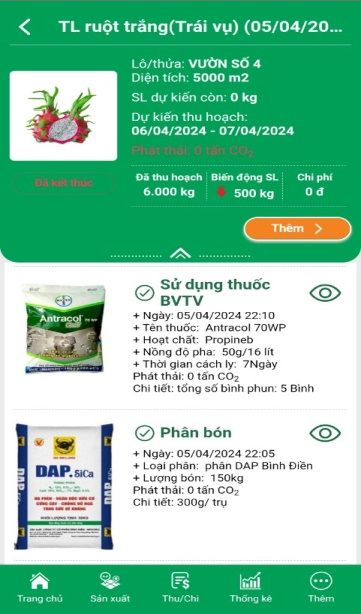 TL ruột trắng(Trái vụ) (05/04/20...
Lô/thửa: VƯỜN SỐ 4
Diện tích: 5000 m2
SL dự kiến còn: 0 kg
Dự kiến thu hoạch:
06/04/2024 - 07/04/2024
Phát thải: 0 tấn CO₂
Đã kết thúc
Đã thu hoạch
6.000 kg
Biến động SL
500 kg
Chi phí
0 đ
Thêm
Sử dụng thuốc
BVTV
+ Ngày: 05/04/2024 22:10
+ Tên thuốc: Antracol 70WP
+ Hoạt chất: Propineb
+ Nồng độ pha: 50g/16 lít
+ Thời gian cách ly: 7Ngày
Phát thải: 0 tấn CO₂
Chi tiết: tổng số bình phun: 5 Bình
Antracol
Phân bón
+ Ngày: 05/04/2024 22:05
+ Loại phân: phân DAP Bình Điền
+ Lượng bón: 150kg
Phát thải: 0 tấn CO₂
Chi tiết: 300g/ trụ
DAP.5iCa
Trang chủ
Sản xuất
Thu/Chi
Thống kê
Thêm